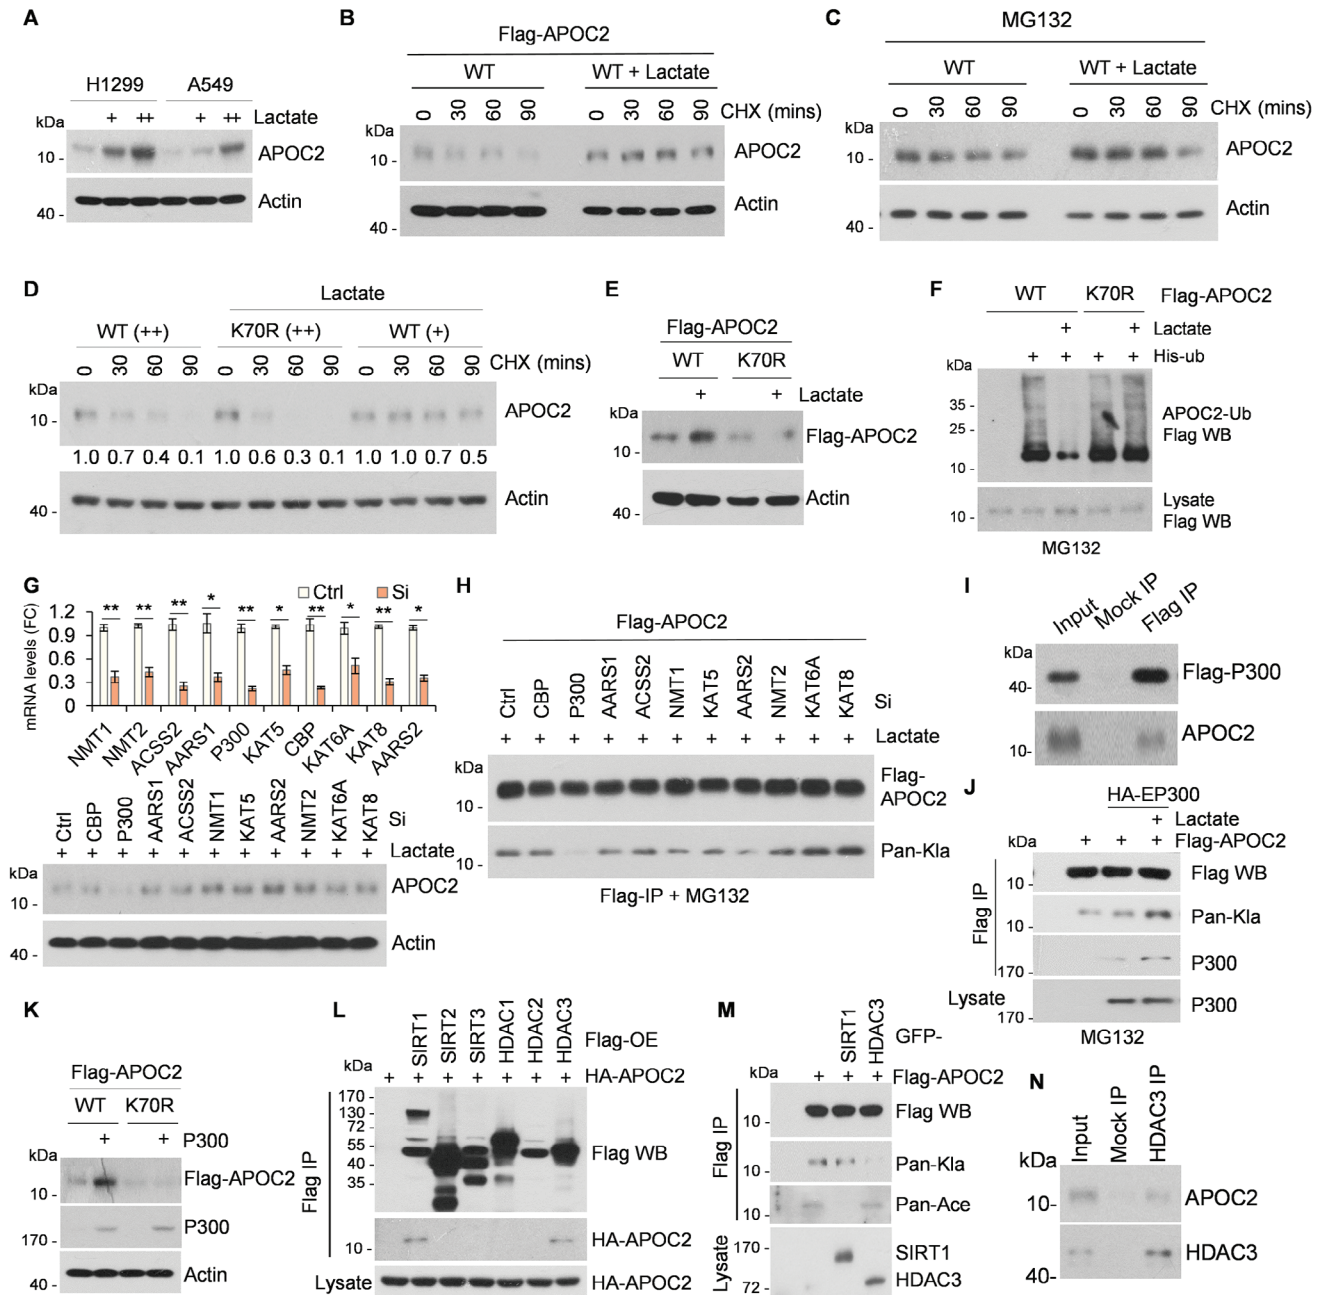 A
H1299 A549
+ ++ + ++ Lactate
kDa
10 - APOC2
40 - Actin
B
Flag-APOC2
WT WT + Lactate
0 30 60 90 0 30 60 90 CHX (mins)
kDa
10 - APOC2
40 - Actin
C
MG132
WT WT + Lactate
0 30 60 90 0 30 60 90 CHX (mins)
kDa
10 - APOC2
40 - Actin
D
Lactate
WT (++) K70R (++) WT (+)
0 30 60 90 0 30 60 90 0 30 60 90 CHX (mins)
kDa
10 - APOC2
1.0 0.7 0.4 0.1 1.0 0.6 0.3 0.1 1.0 1.0 0.7 0.5
40 - Actin
E
Flag-APOC2
WT K70R
+ + Lactate
kDa
10 - Flag-APOC2
40 - Actin
F
WT K70R Flag-APOC2
+ + Lactate
+ + + + His-ub
kDa
35 -
25 -
10 -
APOC2-Ub
Flag WB
10 -
Lysate
Flag WB
MG132
G
Ctrl Si
mRNA levels (FC)
1.2
0.9
0.6
0.3
0
** ** ** * ** * ** * ** *
NMT1 NMT2 ACSS2 AARS1 P300 KAT5 CBP KAT6A KAT8 AARS2
Ctrl CBP P300 AARS1 ACSS2 NMT1 KAT5 AARS2 NMT2 KAT6A KAT8 Si
+ + + + + + + + + + + Lactate
kDa
10 - APOC2
40 - Actin
H
Flag-APOC2
Ctrl CBP P300 AARS1 ACSS2 NMT1 KAT5 AARS2 NMT2 KAT6A KAT8 Si
+ + + + + + + + + + + Lactate
kDa
10 -
Flag-
APOC2
10 - Pan-Kla
Flag-IP + MG132
I
Input Mock IP Flag IP
kDa
40- Flag-P300
10- APOC2
J
HA-EP300
+ Lactate
+ + + Flag-APOC2
kDa
Flag IP
10 - Flag WB
10 - Pan-Kla
170 - P300
Lysate
170 - P300
MG132
K
Flag-APOC2
WT K70R
+ + P300
kDa
10 - Flag-APOC2
170 - P300
40 - Actin
L
SIRT1 SIRT2 SIRT3 HDAC1 HDAC2 HDAC3 Flag-OE
+ + + + + + + HA-APOC2
kDa
Flag IP
170 -
130 -
72 -
55 -
40 -
35 -
Flag WB
10 - HA-APOC2
Lysate HA-APOC2
M
SIRT1 HDAC3 GFP-
+ + + Flag-APOC2
kDa
Flag IP
10 - Flag WB
10 - Pan-Kla
10 - Pan-Ace
Lysate
170 - SIRT1
72 - HDAC3
N
Input Mock IP HDAC3 IP
kDa
10- APOC2
HDAC3
40-